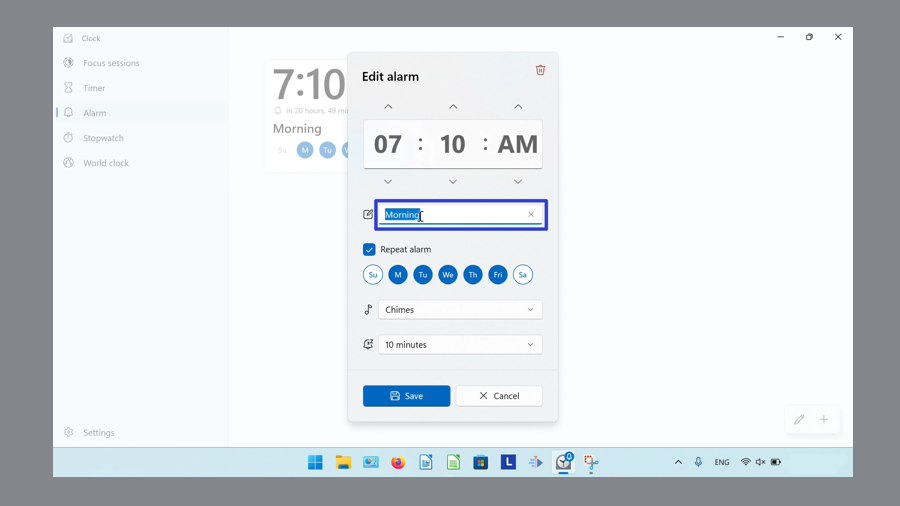 Clock
Focus sessions
Timer
Alarm
Stopwatch
World clock
Settings
7:10
in 20 hours, 49 mi
Morning
Su M Tu
Edit alarm
07 : 10 : AM
Morning
Repeat alarm
Su M Tu We Th Fri Sa
Chimes
10 minutes
Save Cancel
L
ENG